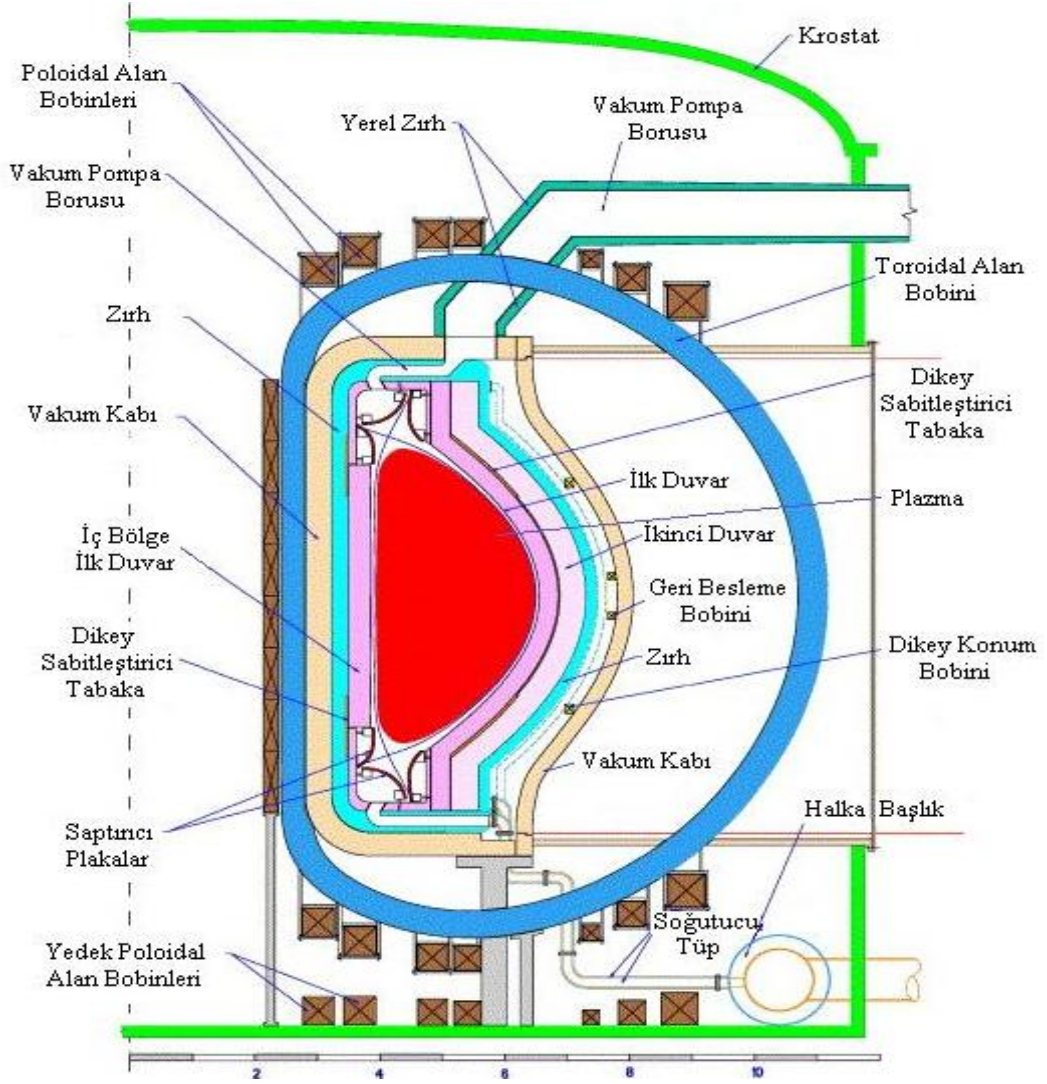 Krostat
Poloidal Alan
Bobinleri
Yerel Zırh
Vakum Pompa
Borusu
Vakum Pompa
Borusu
Toroidal Alan
Bobini
Zırh
Vakum Kabı
Dikey
Sabitleştirici
Tabaka
İlk Duvar
Plazma
İç Bölge
İlk Duvar
İkinci Duvar
Geri Besleme
Bobini
Dikey
Sabitleştirici
Tabaka
Zırh
Dikey Konum
Bobini
Vakum Kabı
Saptırıcı
Plakalar
Halka Başlık
Soğutucu
Tüp
Yedek Poloidal
Alan Bobinleri
2 4 6 8 10